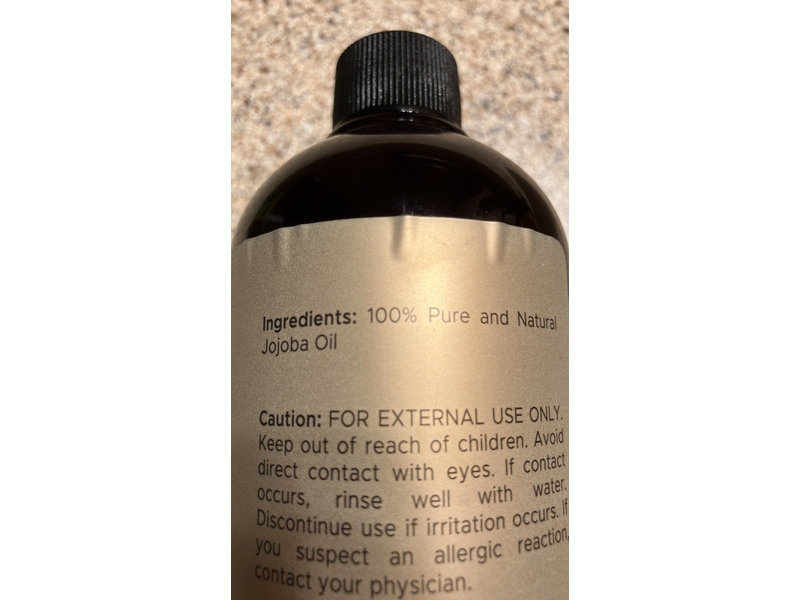 Ingredients: 100% Pure and Natural
Jojoba Oil
Caution: FOR EXTERNAL USE ONLY.
Keep out of reach of children. Avoid
direct contact with eyes. If contact
occurs, rinse well with water.
Discontinue use if irritation occurs. If
you suspect an allergic reaction,
contact your physician.